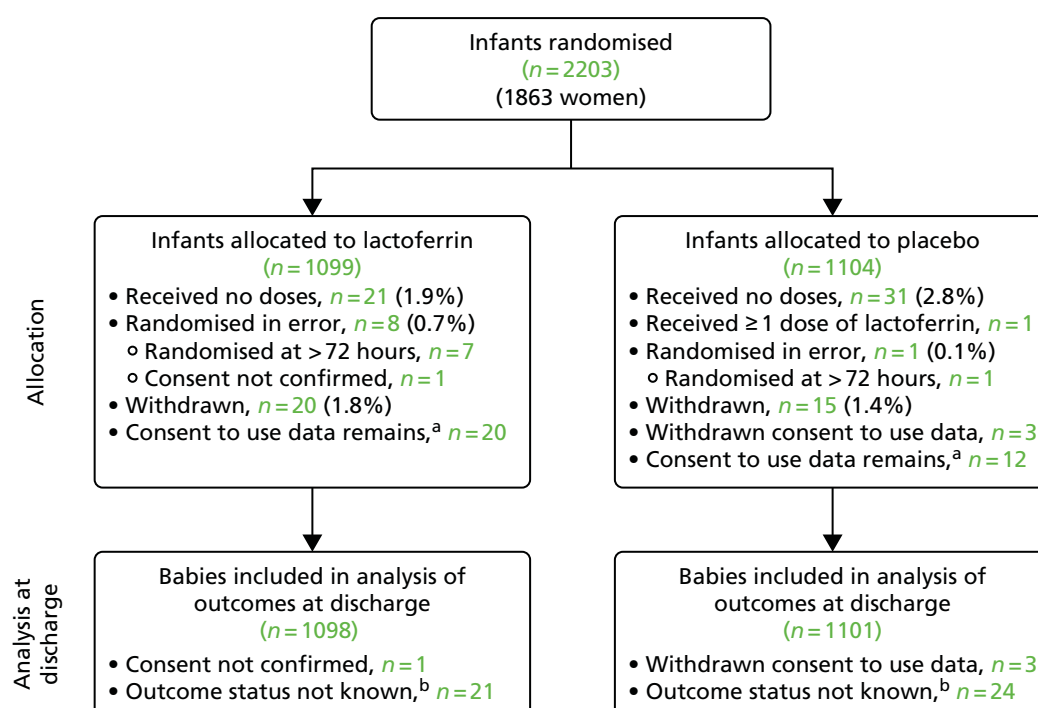 Infants randomised
(n=2203)
(1863 women)
Allocation
Infants allocated to lactoferrin
(n=1099)
• Received no doses, n=21 (1.9%)
• Randomised in error, n=8 (0.7%)
Randomised at >72 hours, n=7
Consent not confirmed, n=1
• Withdrawn, n=20 (1.8%)
• Consent to use data remains,a n=20
Infants allocated to placebo
(n=1104)
• Received no doses, n=31 (2.8%)
• Received ≥1 dose of lactoferrin, n=1
• Randomised in error, n=1 (0.1%)
Randomised at >72 hours, n=1
• Withdrawn, n=15 (1.4%)
• Withdrawn consent to use data, n=3
• Consent to use data remains,a n=12
Analysis at
discharge
Babies included in analysis of
outcomes at discharge
(n=1098)
• Consent not confirmed, n=1
• Outcome status not known,b n=21
Babies included in analysis of
outcomes at discharge
(n=1101)
• Withdrawn consent to use data, n=3
• Outcome status not known,b n=24